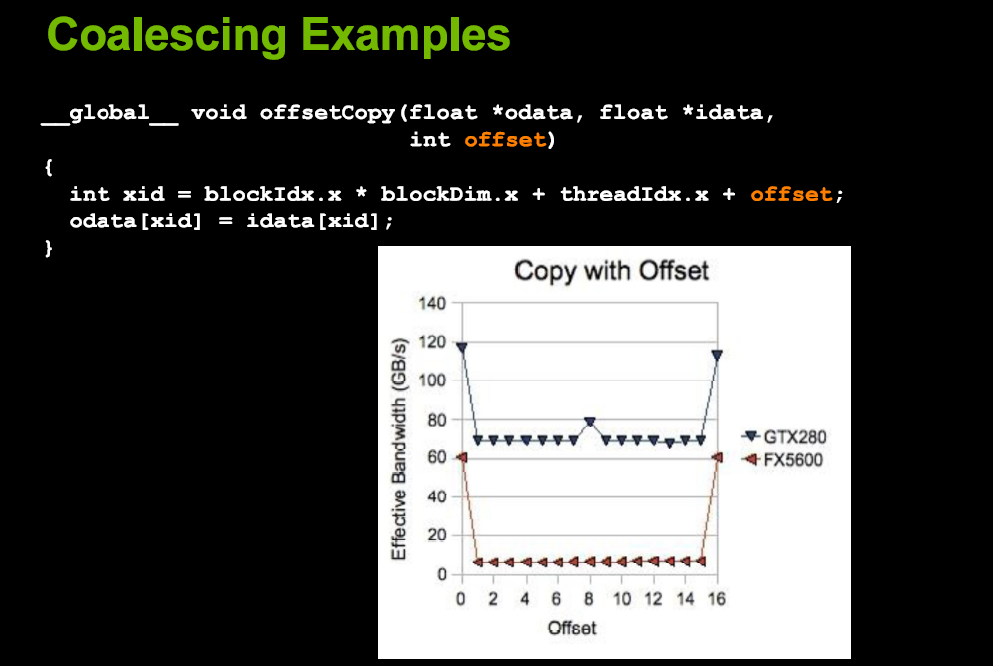 Coalescing Examples
__global__ void offsetCopy(float *odata, float *idata,
int offset)
{
int xid = blockIdx.x * blockDim.x + threadIdx.x + offset;
odata[xid] = idata[xid];
}
Copy with Offset
140
120
100
80
60
40
20
0
Effective Bandwidth (GB/s)
0 2 4 6 8 10 12 14 16
Offset
GTX280
FX5600